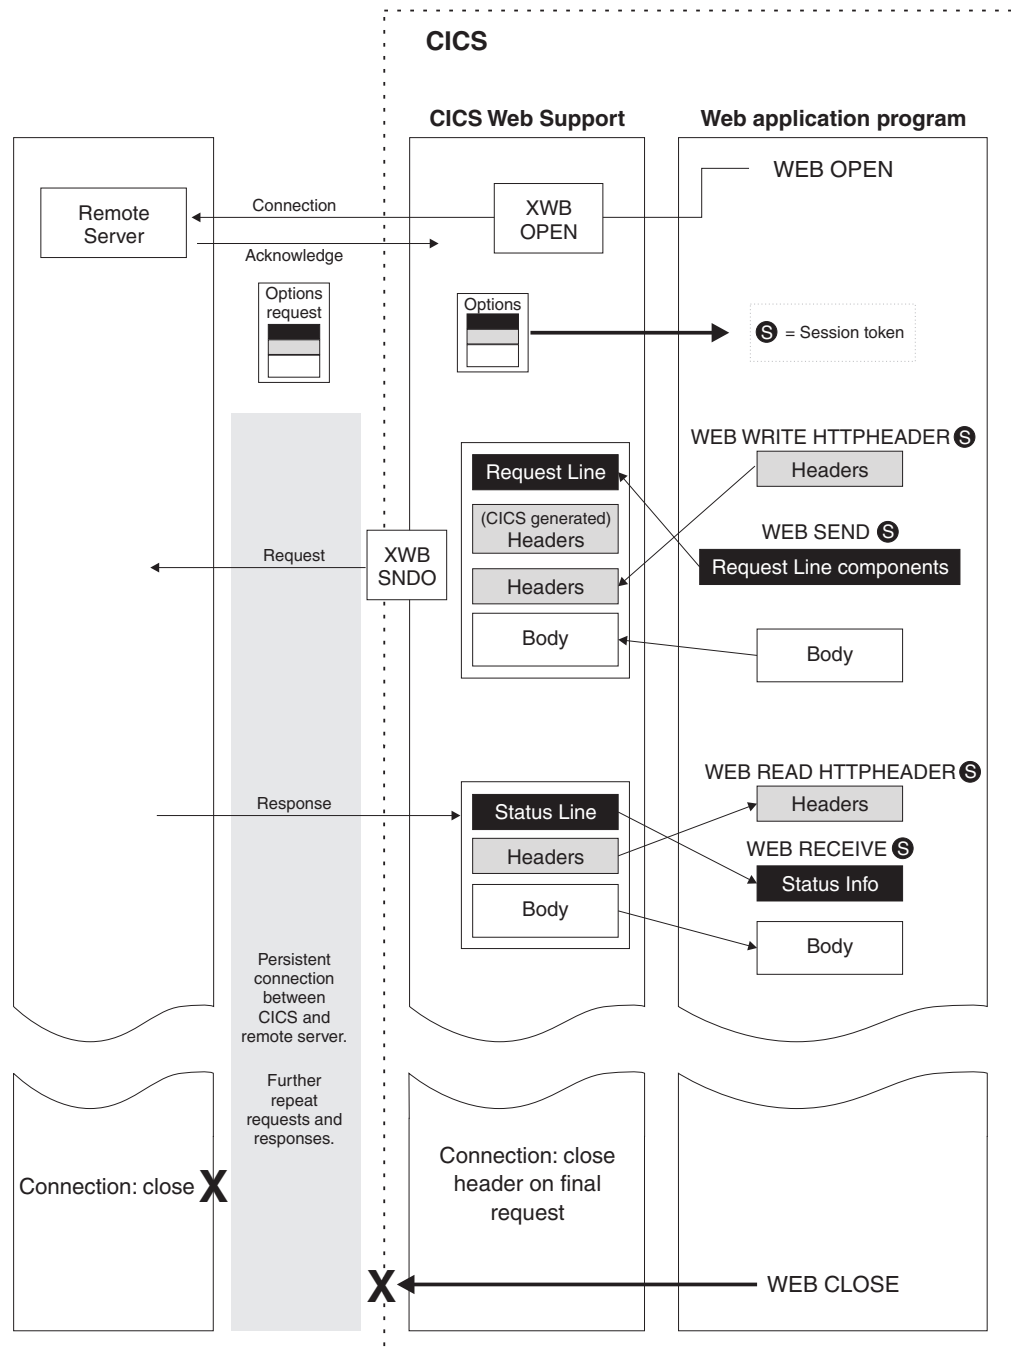 CICS
CICS Web Support
Web application program
WEB OPEN
Remote
Server
Connection
XWB
OPEN
Acknowledge
Options
request
Options
S = Session token
WEB WRITE HTTPHEADER S
Headers
Request Line
(CICS generated)
Headers
WEB SEND S
Request Line components
Request
XWB
SNDO
Headers
Body
Body
WEB READ HTTPHEADER S
Headers
Response
Status Line
Headers
WEB RECEIVE S
Status Info
Body
Body
Persistent
connection
between
CICS and
remote server.
Further
repeat
requests and
responses.
Connection: close
header on final
request
Connection: close X
X
WEB CLOSE